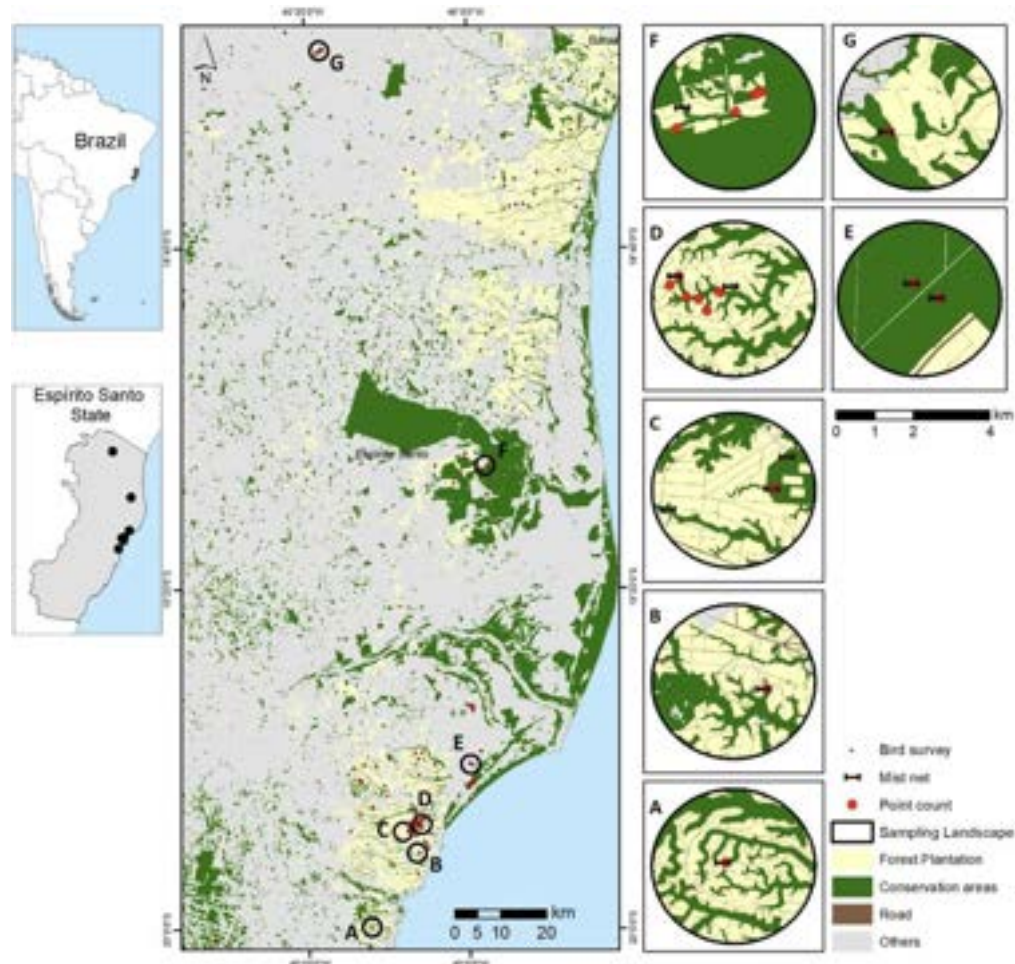 Brazil
Espírito Santo
State
N
G
F
E
D
C
B
A
km
0 5 10 20
F
G
D
E
C
B
A
km
0 1 2 4
Bird survey
Mist net
Point count
Sampling Landscape
Forest Plantation
Conservation areas
Road
Others